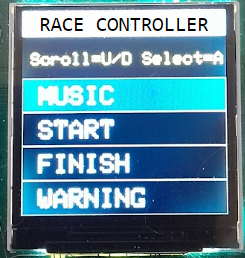 RACE CONTROLLER
Scroll=U/D Select=A
MUSIC
START
FINISH
WARNING